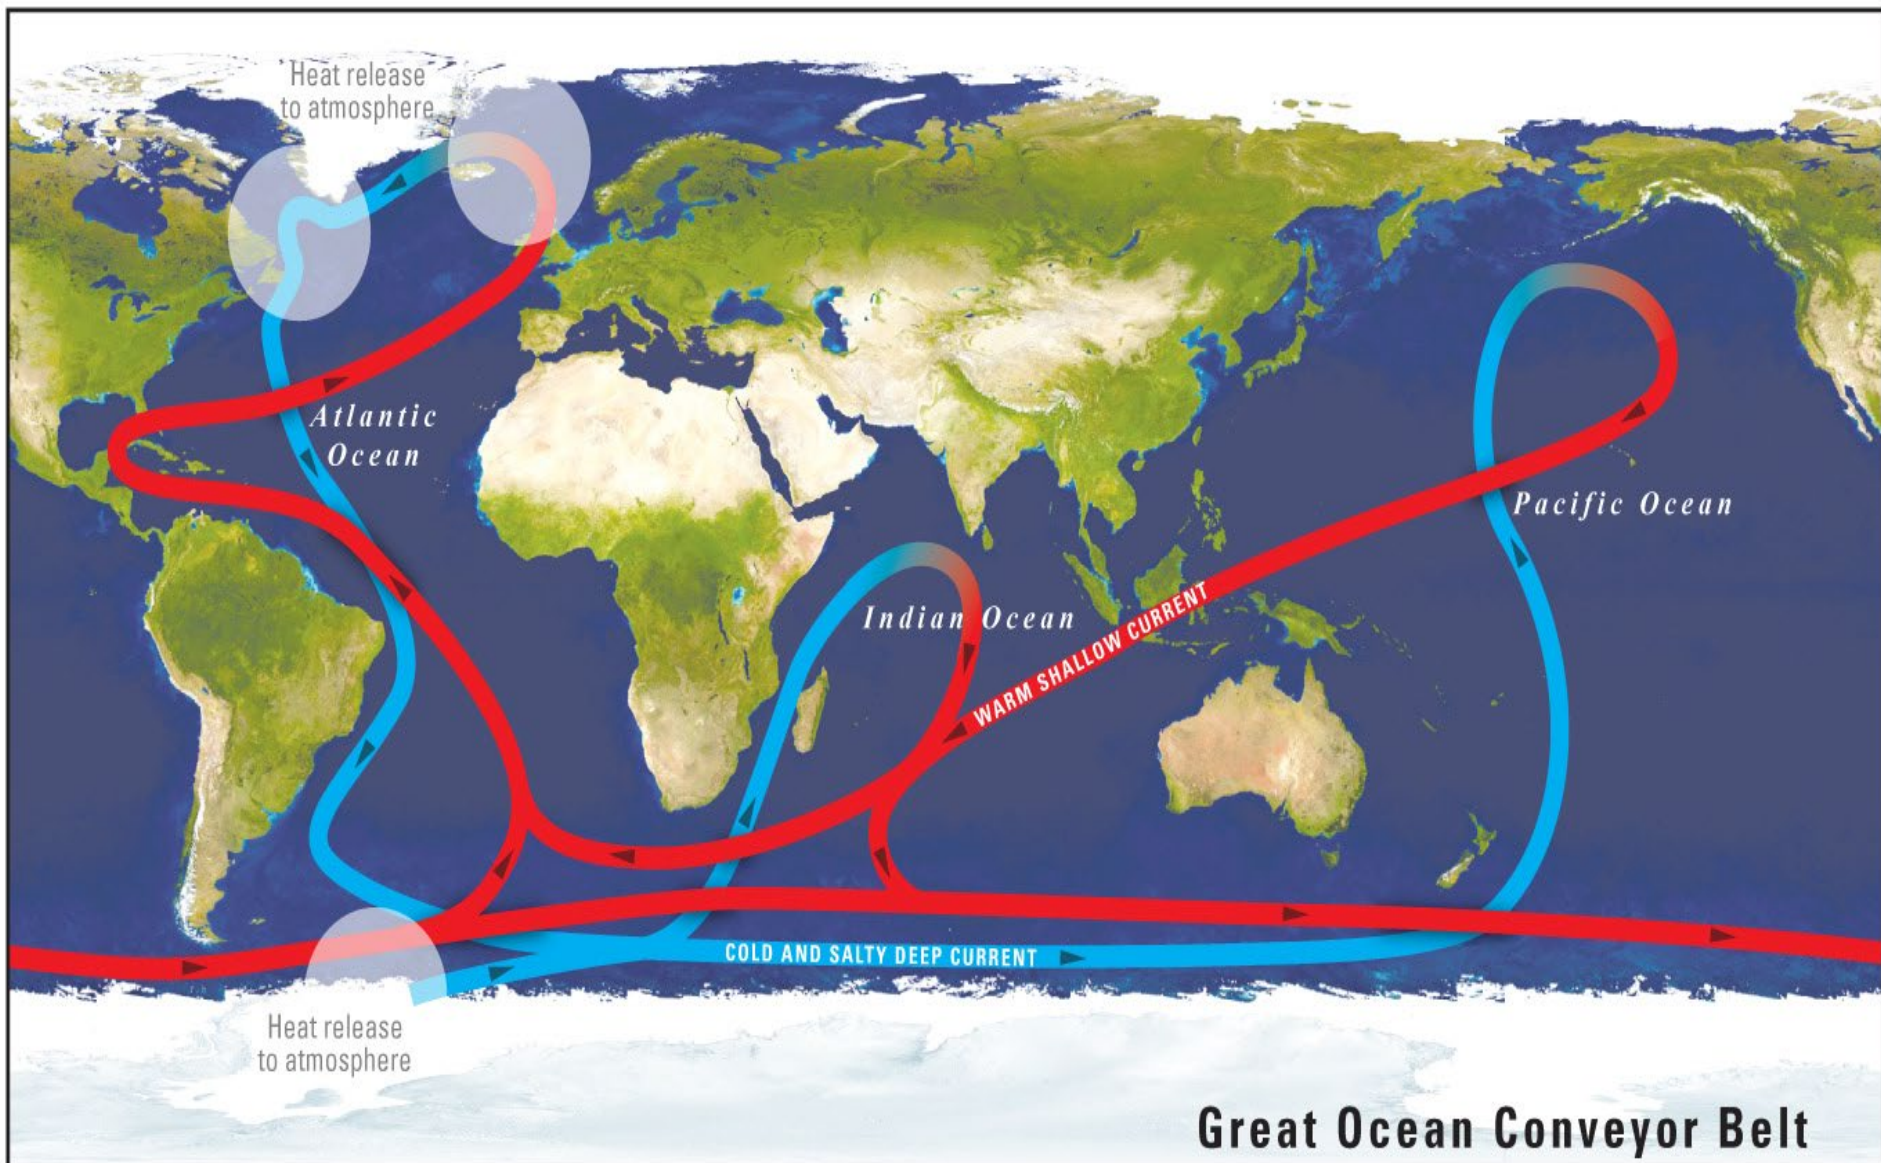 Heat release
to atmosphere
Atlantic
Ocean
Pacific Ocean
Indian Ocean
WARM SHALLOW CURRENT
COLD AND SALTY DEEP CURRENT
Heat release
to atmosphere
Great Ocean Conveyor Belt